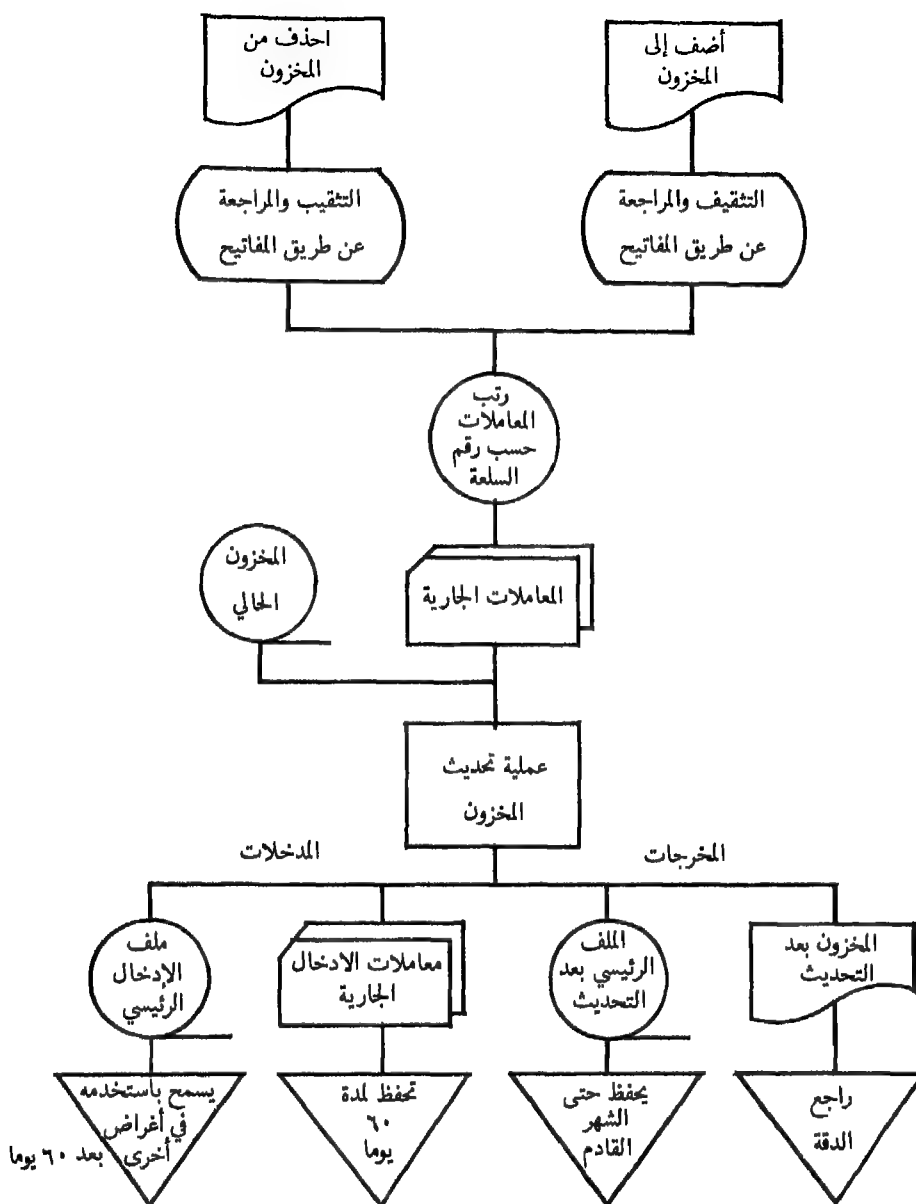 أضف إلى
المخزون
احذف من
المخزون
التثقيف والمراجعة
عن طريق المفاتيح
التثقيب والمراجعة
عن طريق المفاتيح
رتب
المعاملات
حسب رقم
السلعة
المعاملات الجارية
المخزون
الحالي
عملية تحديث
المخزون
المخرجات
المدخلات
المخزون بعد
التحديث
الملف
الرئيسي بعد
التحديث
معاملات الادخال
الجارية
ملف
الإدخال
الرئيسي
راجع
الدقة
يحفظ حتى
الشهر
القادم
تحفظ لمدة
٦٠
يوما
يسمح بأستخدمه
في أغراض
أخرى بعد ٦٠ يوما